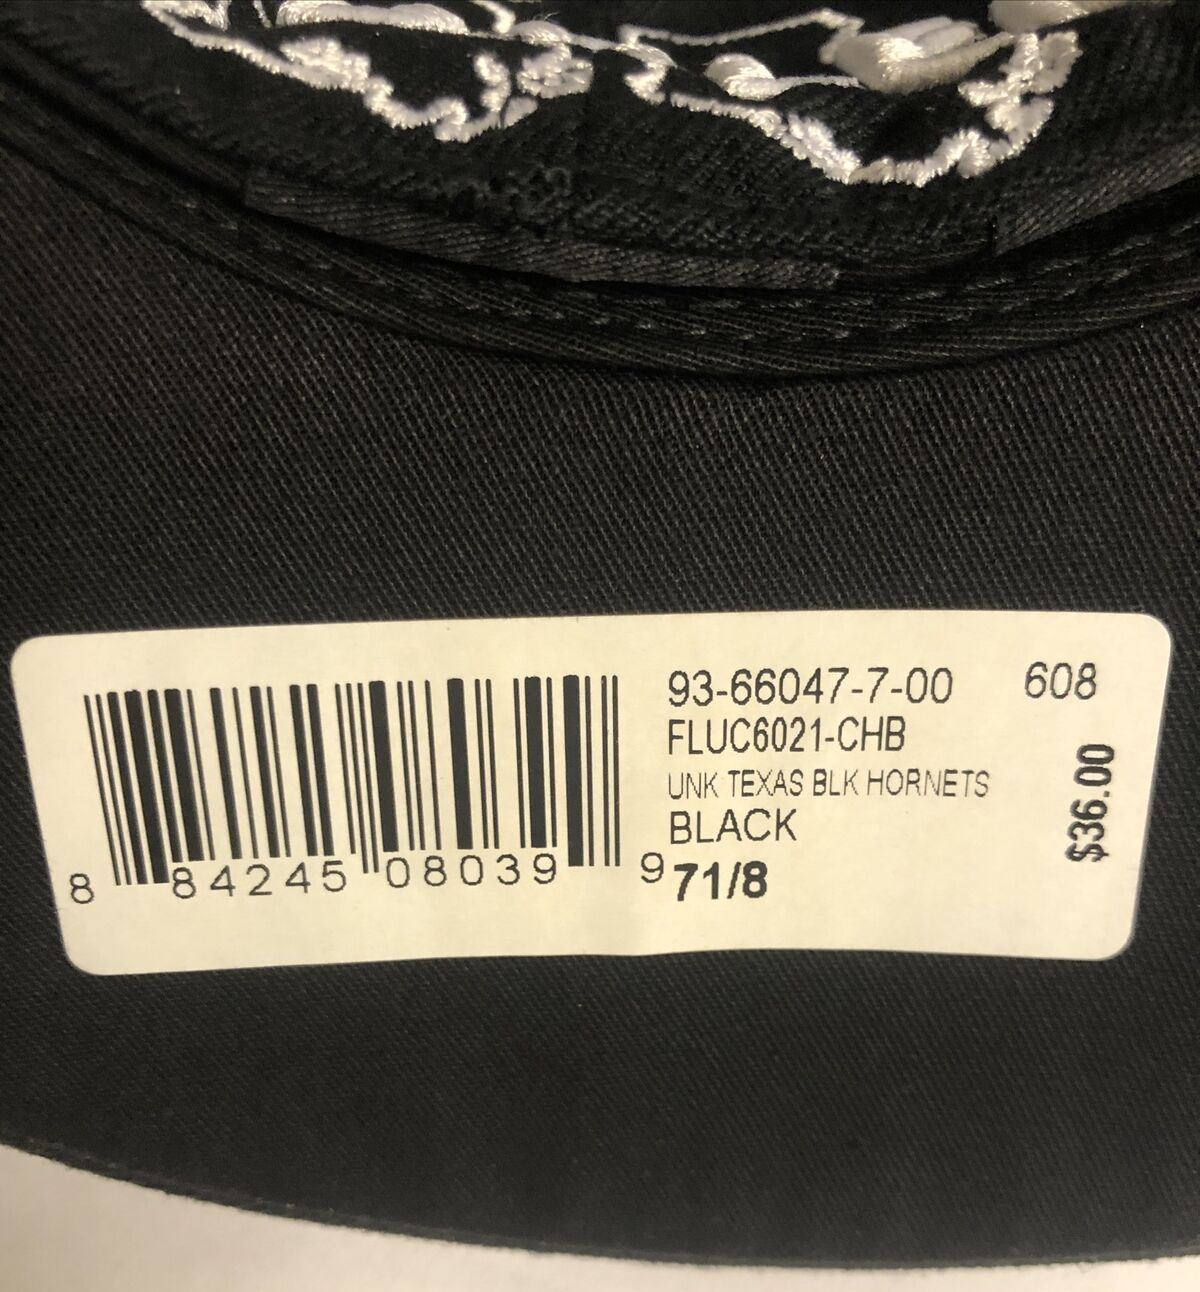 93-66047-7-00 608
FLUC6021-CHB
UNK TEXAS BLK HORNETS
BLACK
71/8
$36.00
8 84245 08039 9